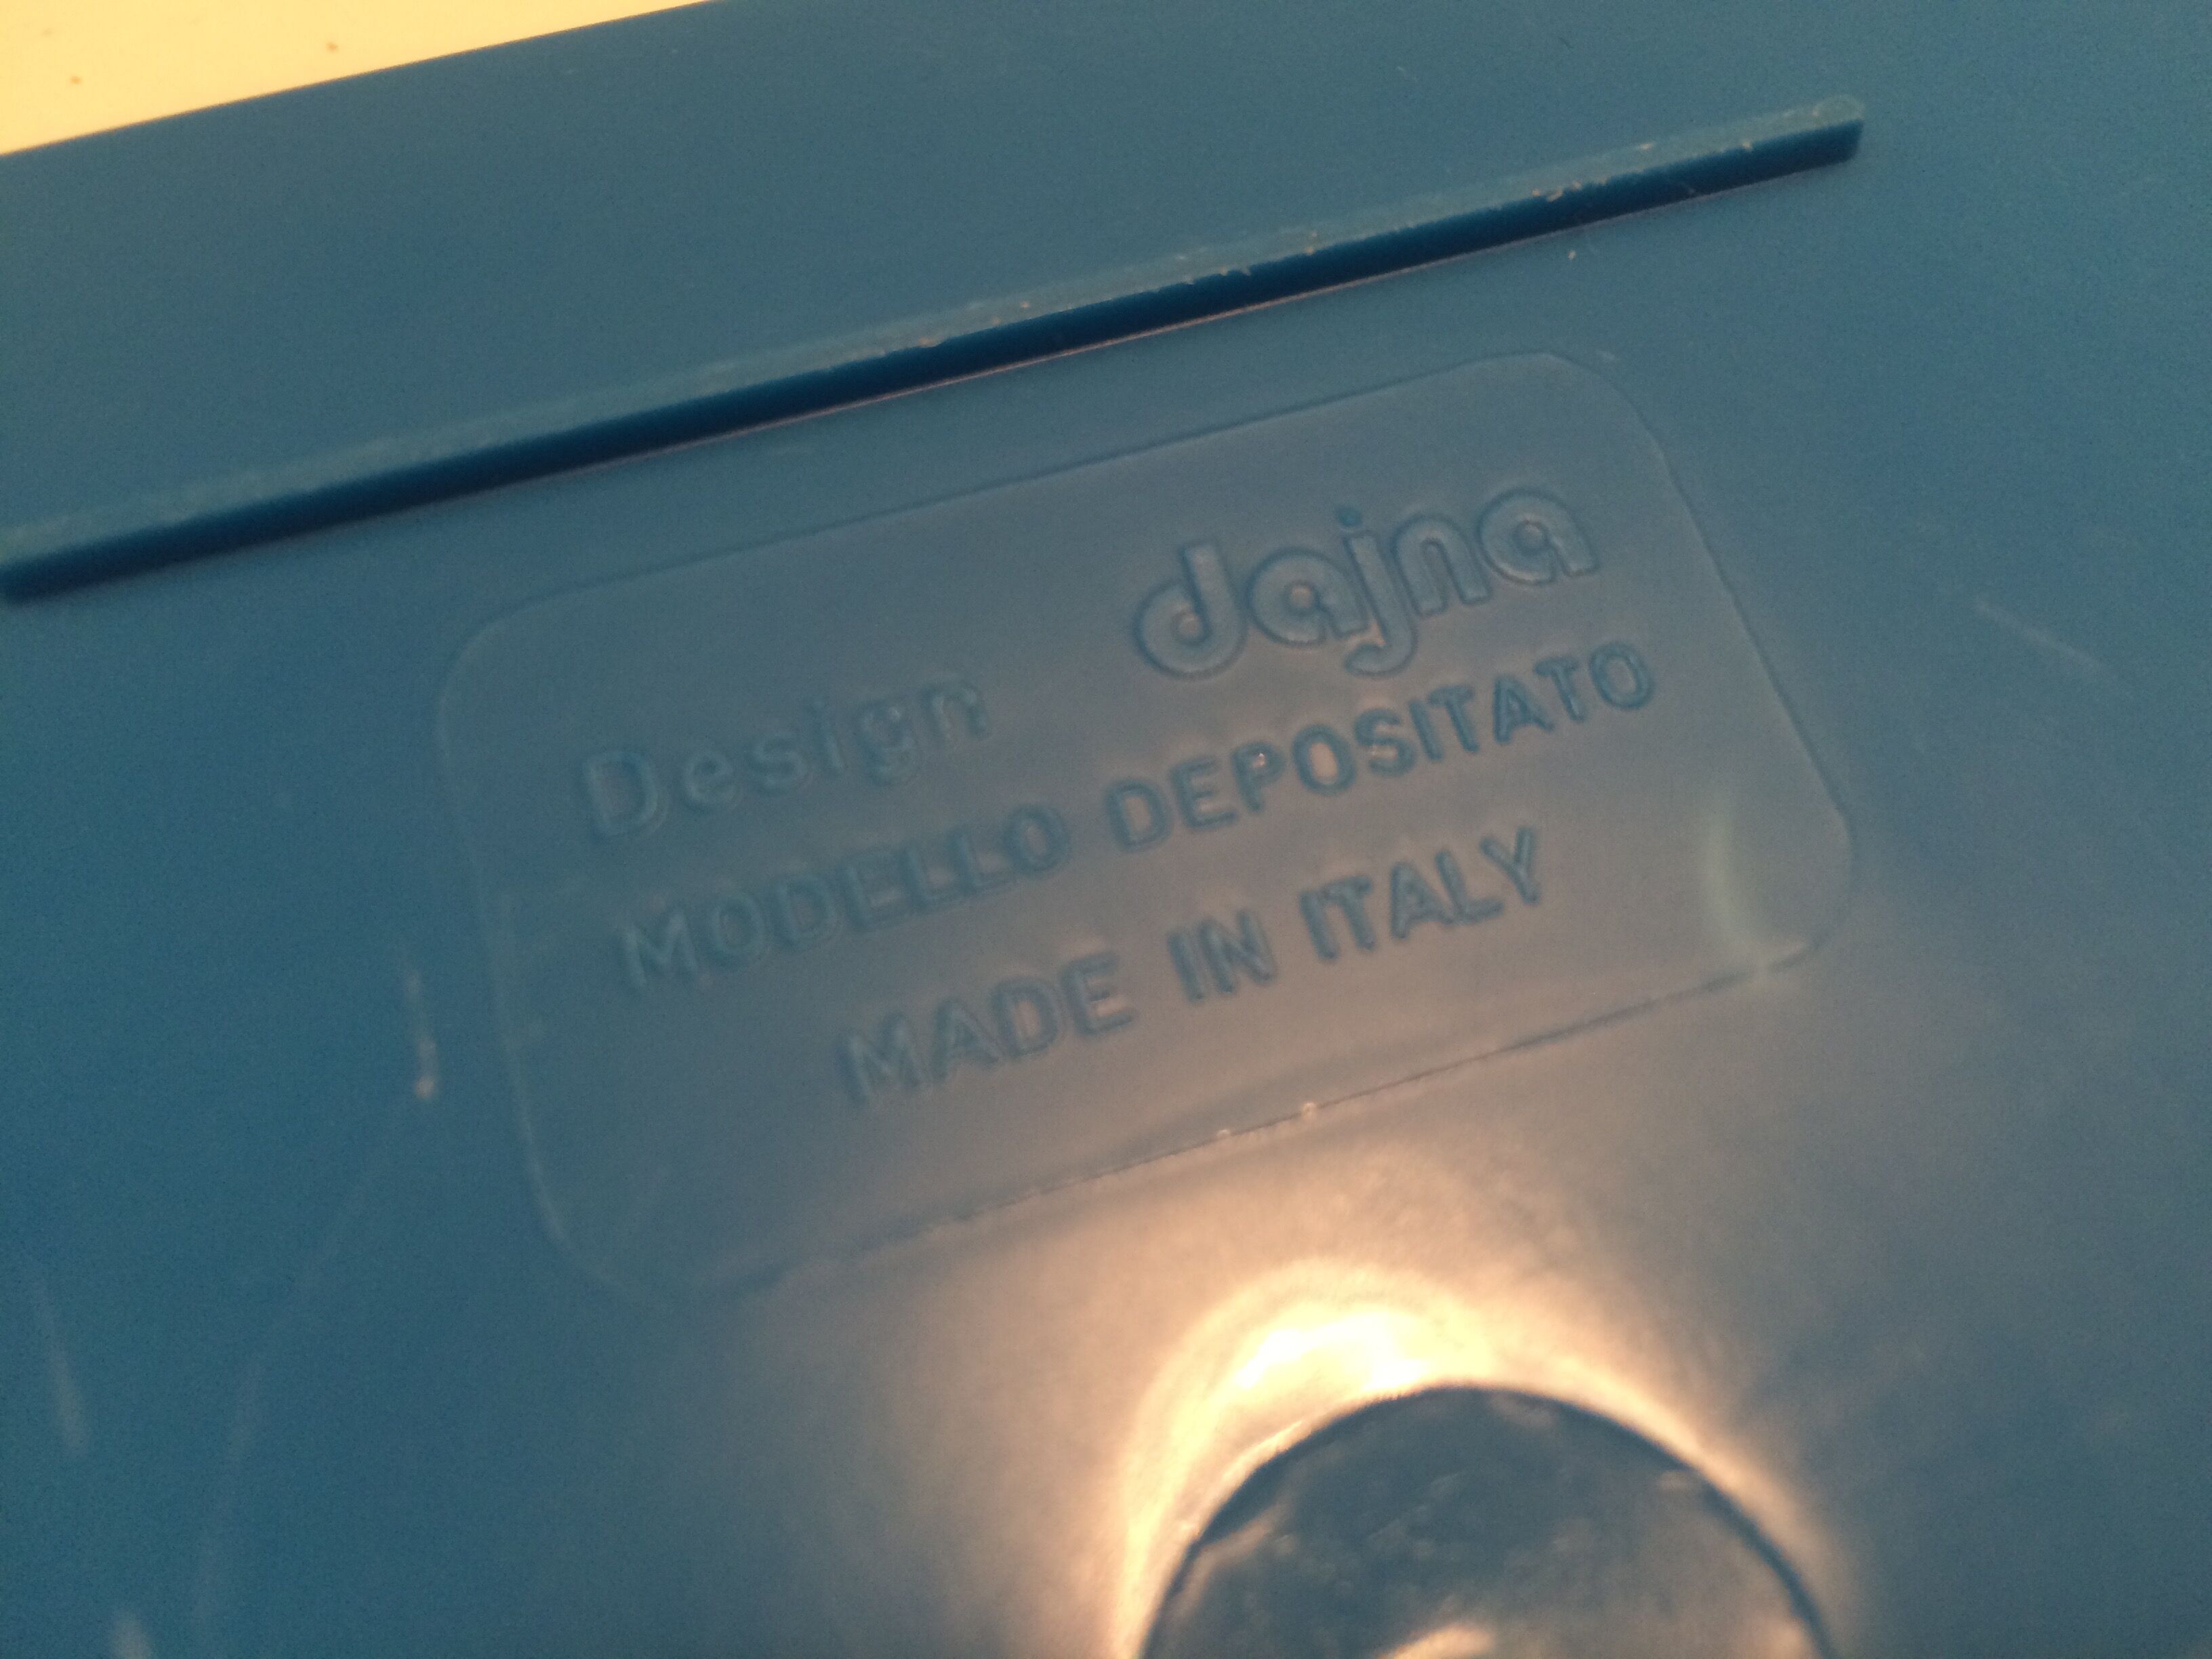 Design dajna
MODELLO DEPOSITATO
MADE IN ITALY